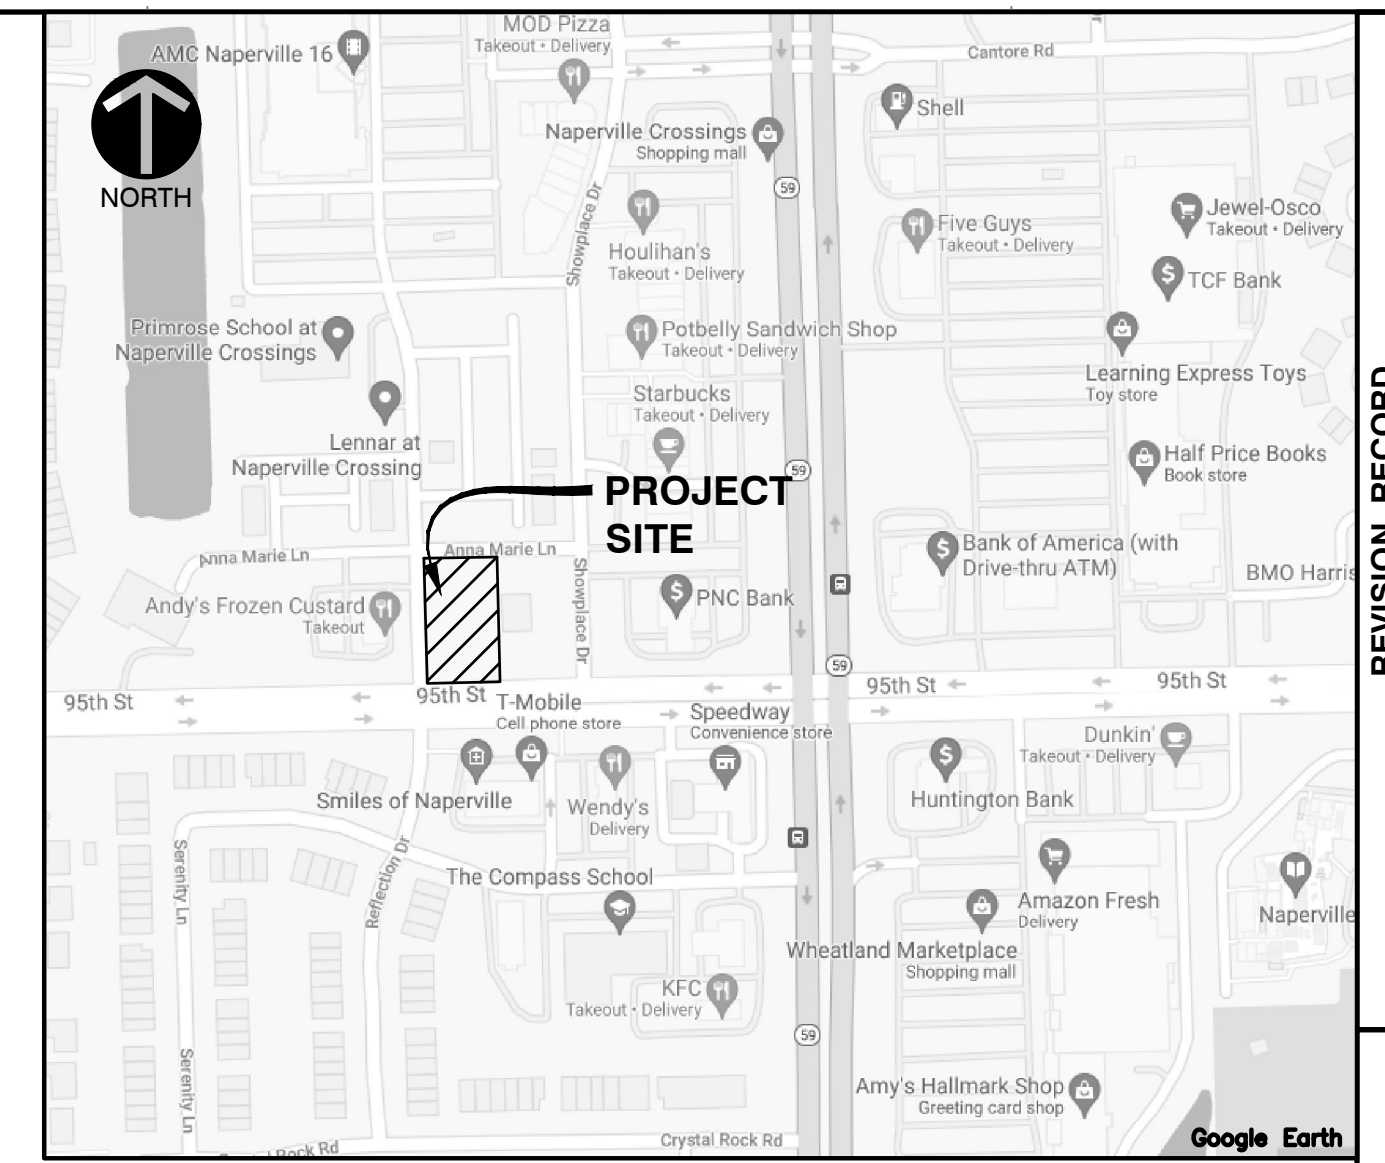 MOD Pizza
Takeout • Delivery
AMC Naperville 16
Cantore Rd
Dr
NORTH
Shell
Naperville Crossings
Shopping mall
59
Showplace Dr
Houlihan's
Takeout • Delivery
Five Guys
Takeout • Delivery
Jewel-Osco
Takeout • Delivery
TCF Bank
Primrose School at
Naperville Crossings
Potbelly Sandwich Shop
Takeout • Delivery
Learning Express Toys
Toy store
Starbucks
Takeout • Delivery
Lennar at
Naperville Crossing
59
Half Price Books
Book store
PROJECT
SITE
Anna Marie Ln
Anna Marie Ln
Showplace Dr
Bank of America (with
Drive-thru ATM)
BMO Harris
Andy's Frozen Custard
Takeout
PNC Bank
59
95th St
95th St
95th St
95th St
T-Mobile
Cell phone store
Speedway
Convenience store
Dunkin'
Takeout • Delivery
Smiles of Naperville
Wendy's
Delivery
Huntington Bank
Serenity Ln
Reflection Dr
The Compass School
Amazon Fresh
Delivery
Naperville
Wheatland Marketplace
Shopping mall
KFC
Takeout • Delivery
59
Serenity Ln
Amy's Hallmark Shop
Greeting card shop
Crystal Rock Rd
Rock Rd
Google Earth
REVISION RECORD